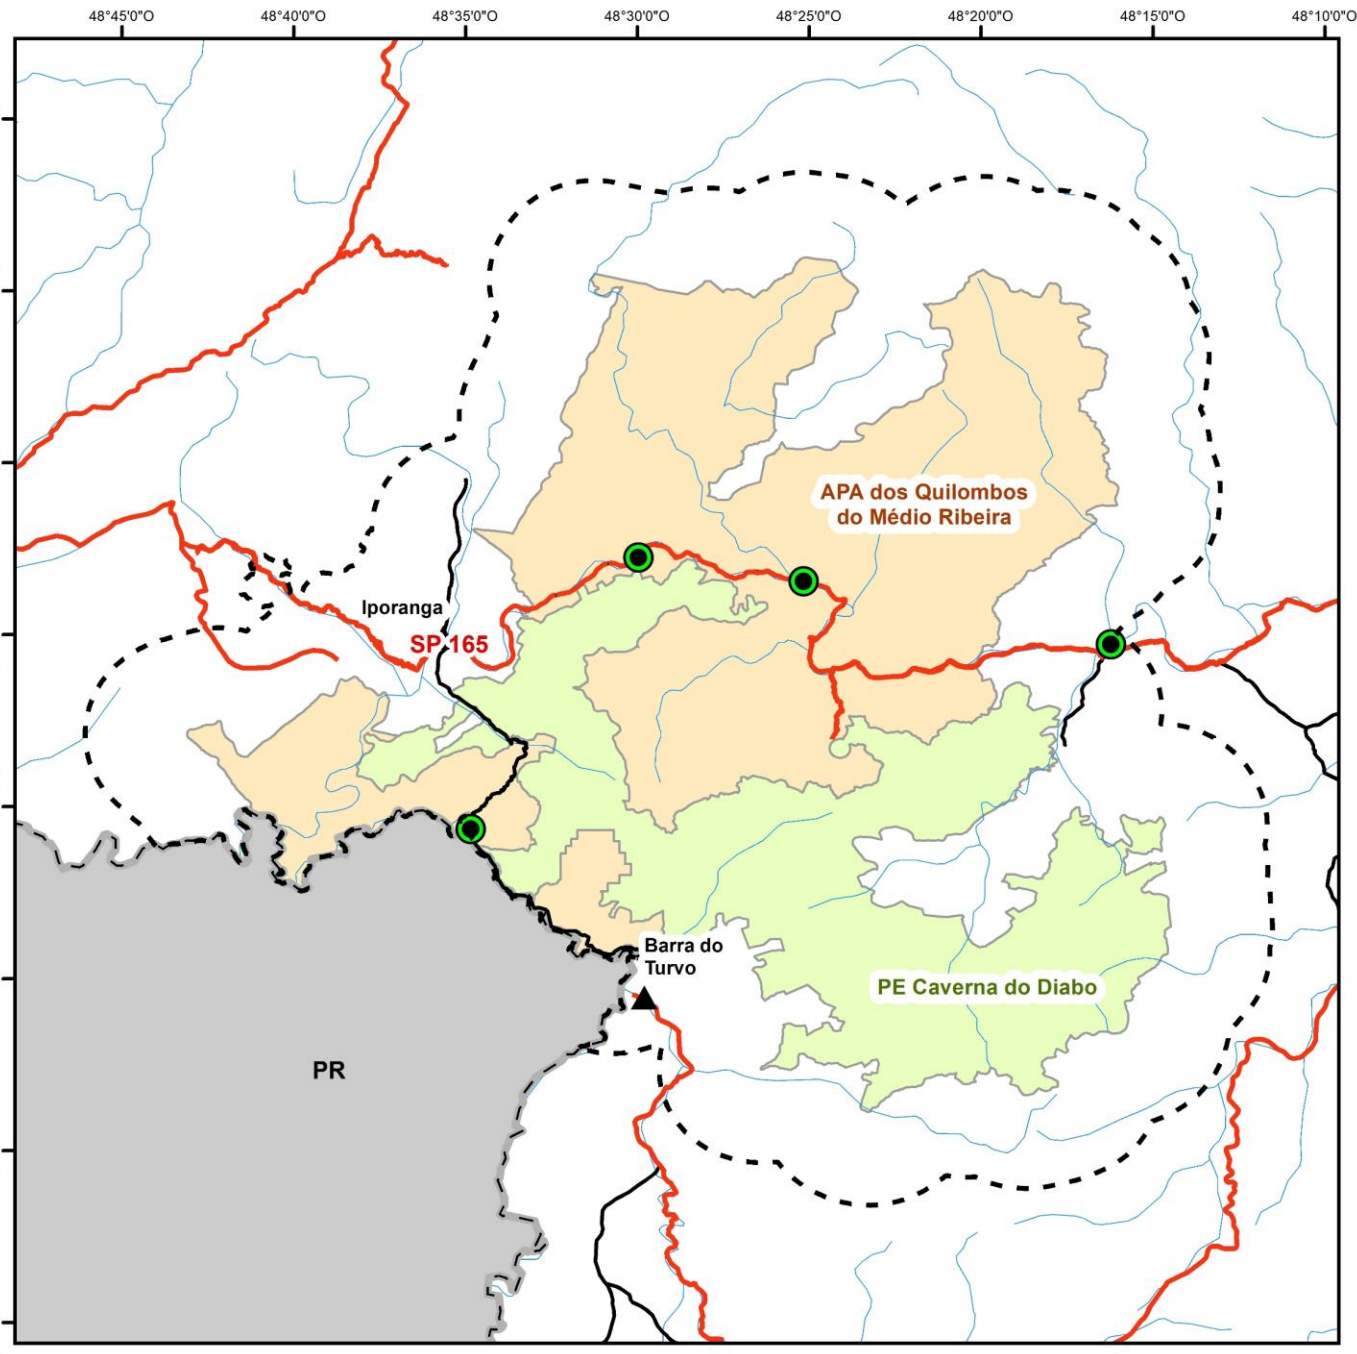 48°45'0"O 48°40'0"O 48°35'0"O 48°30'0"O 48°25'0"O 48°20'0"O 48°15'0"O 48°10'0"O
APA dos Quilombos
do Médio Ribeira
Iporanga
SP 165
Barra do
Turvo
PE Caverna do Diabo
PR